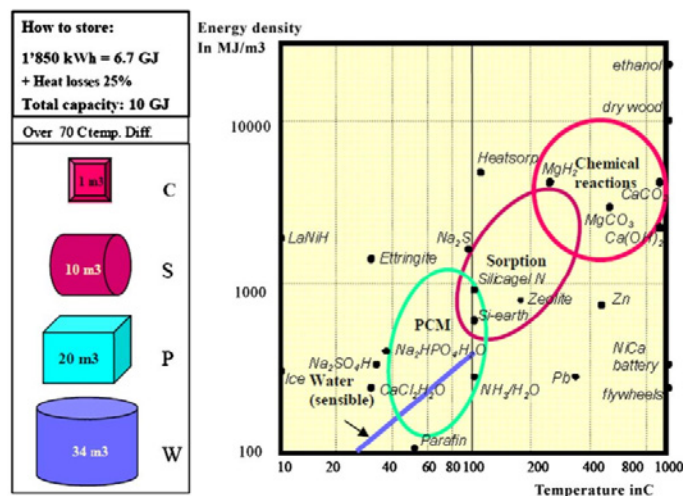 How to store:
1'850 kWh = 6.7 GJ
+ Heat losses 25%
Total capacity: 10 GJ
Over 70 Ctemp. Diff.
1 m3
C
10 m3
S
20 m3
P
34 m3
W
Energy density
In MJ/m3
10000
1000
100
ethanol
dry wood
Heatsorp
Chemical
reactions
MgH2
CaCO
MgCO3
Ca(OH)2
LaNiH
Ettringite
Na2S
Sorption
Silicagel N
Zeolite
Zn
PCM
Si-earth
Na2SO4H
Na2HPO4H2O
NiCa
battery
Ice
Water
(sensible)
CaCl2H2O
NH3/H2O
Pb
flywheels
Parafin
10
20
40
60
80
100
200
400
600
1000
Temperature inC